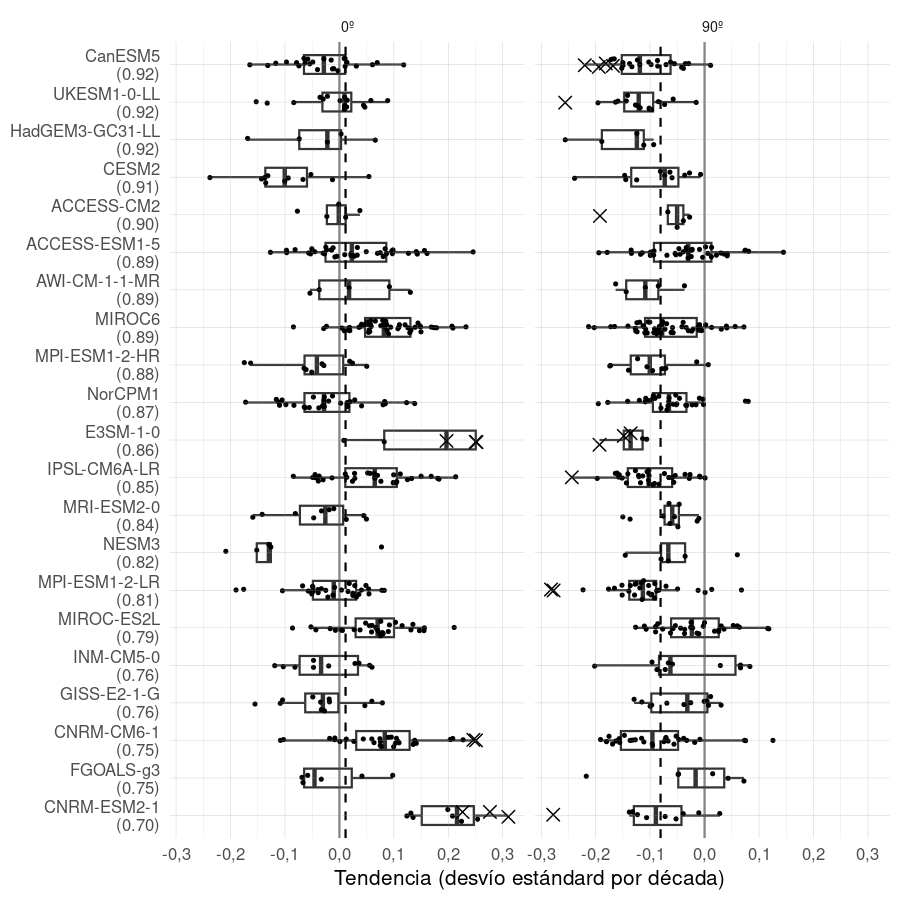 0º 90º
CanESM5
(0.92)
UKESM1-0-LL
(0.92)
HadGEM3-GC31-LL
(0.92)
CESM2
(0.91)
ACCESS-CM2
(0.90)
ACCESS-ESM1-5
(0.89)
AWI-CM-1-1-MR
(0.89)
MIROC6
(0.89)
MPI-ESM1-2-HR
(0.88)
NorCPM1
(0.87)
E3SM-1-0
(0.86)
IPSL-CM6A-LR
(0.85)
MRI-ESM2-0
(0.84)
NESM3
(0.82)
MPI-ESM1-2-LR
(0.81)
MIROC-ES2L
(0.79)
INM-CM5-0
(0.76)
GISS-E2-1-G
(0.76)
CNRM-CM6-1
(0.75)
FGOALS-g3
(0.75)
CNRM-ESM2-1
(0.70)
-0,3 -0,2 -0,1 0,0 0,1 0,2 0,3 -0,3 -0,2 -0,1 0,0 0,1 0,2 0,3
Tendencia (desvío estándard por década)